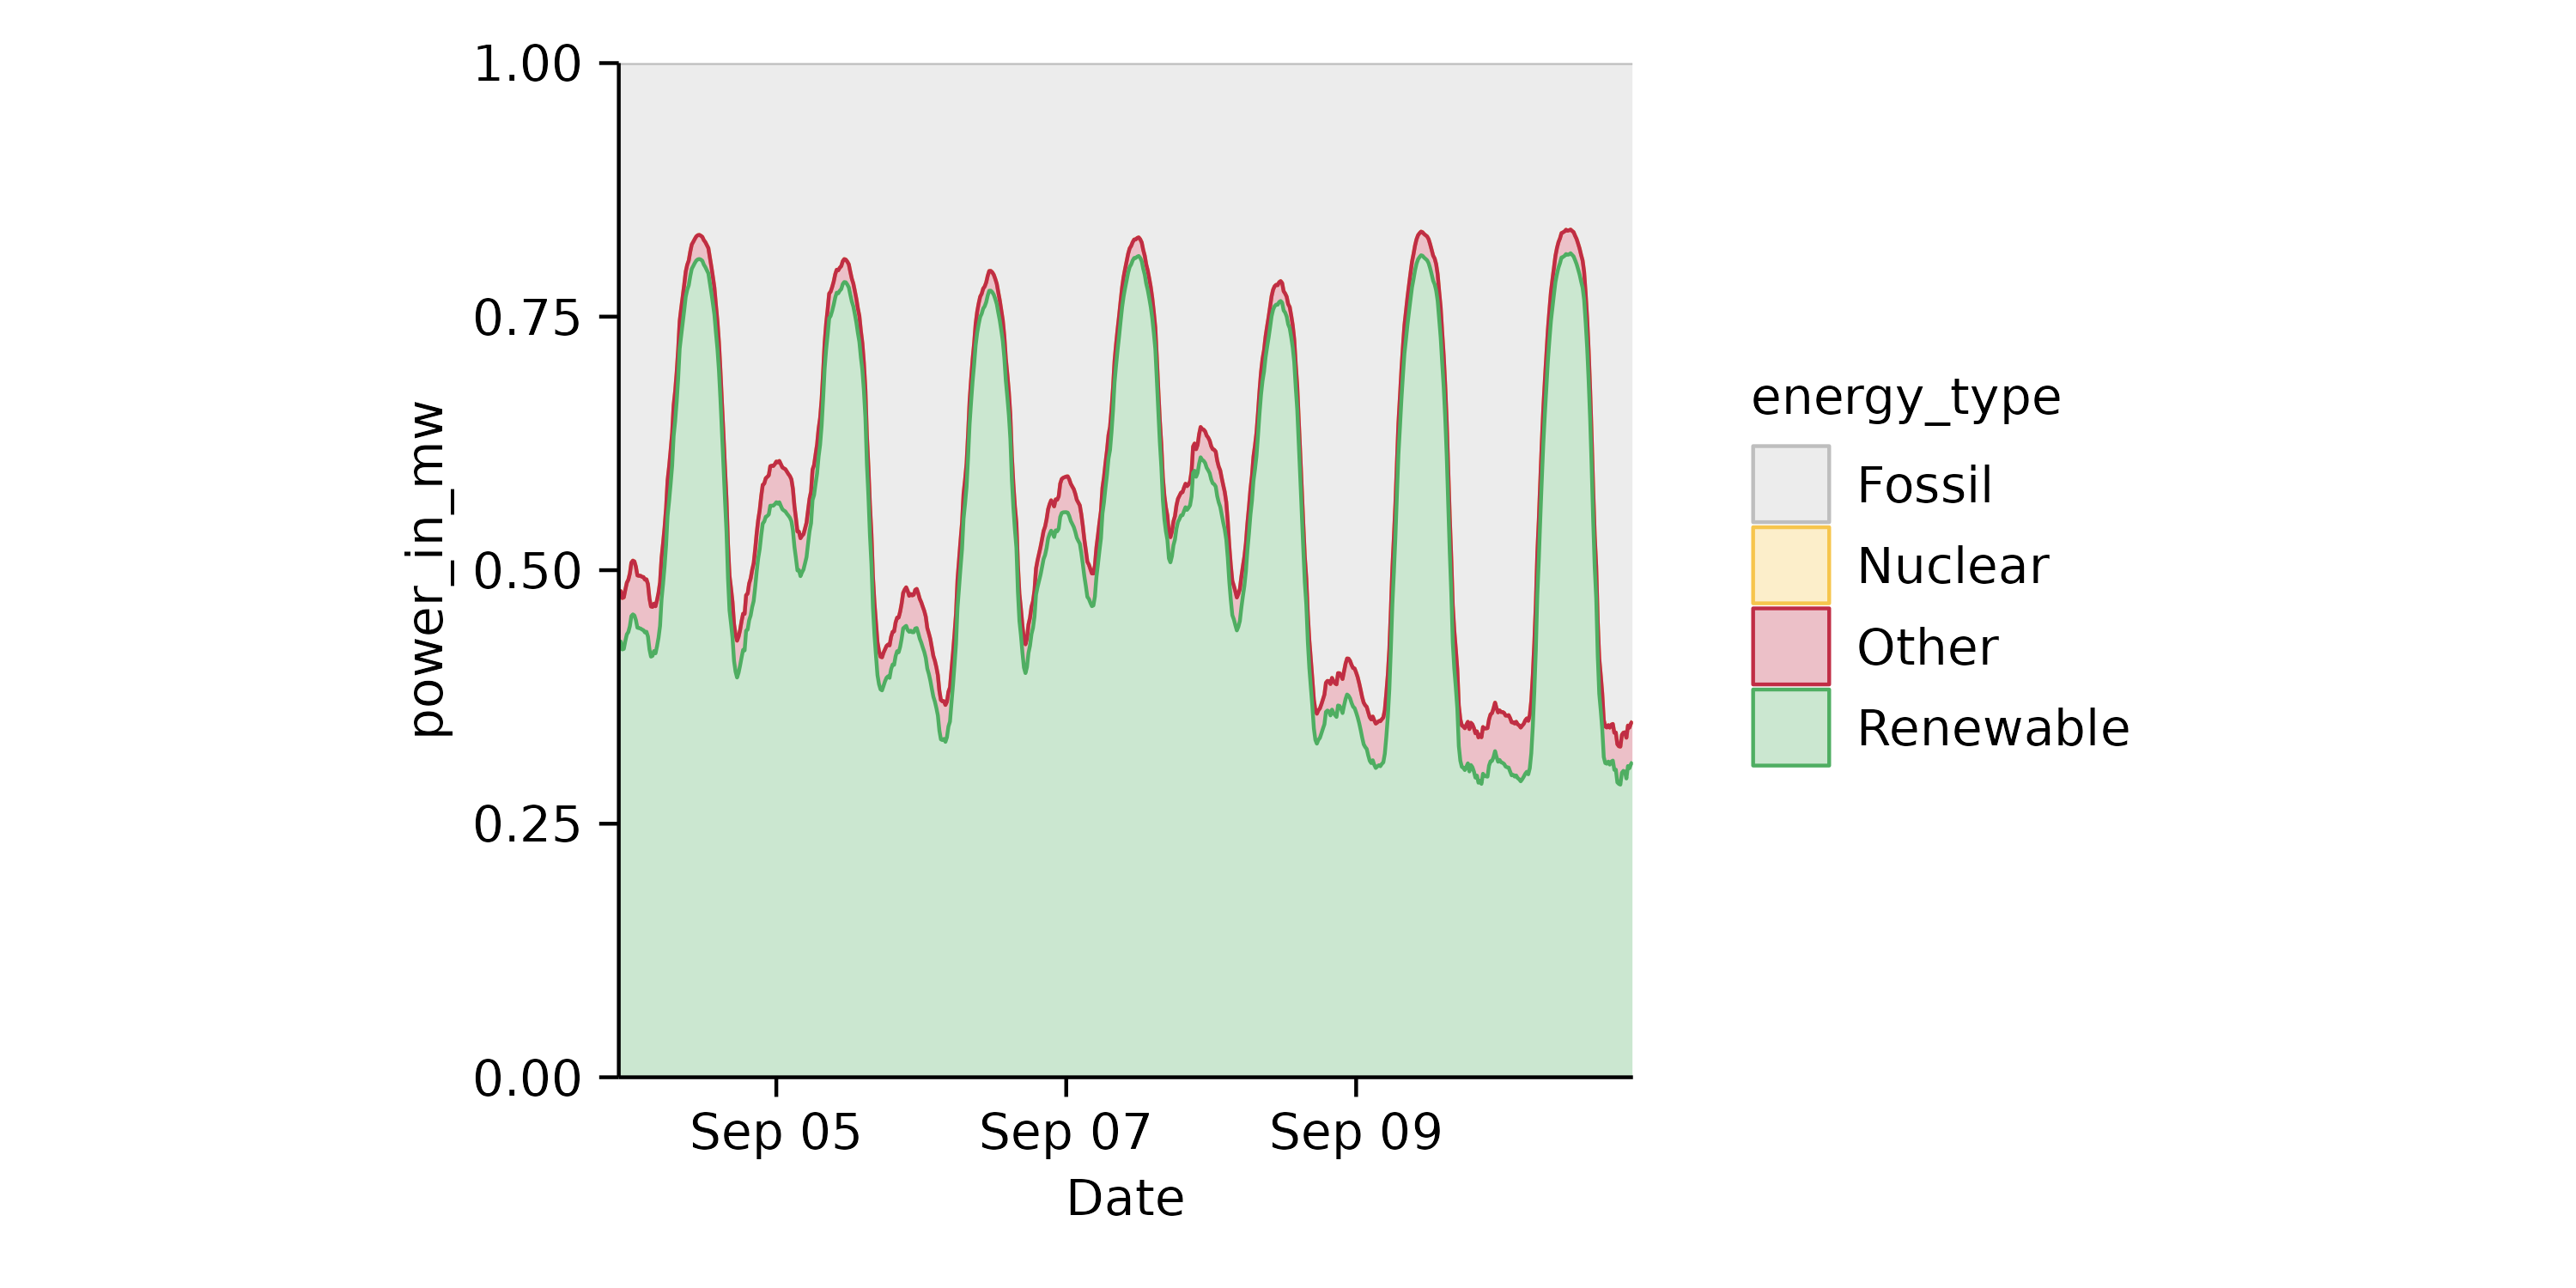 power_in_mw
1.00
0.75
0.50
0.25
0.00
Sep 05 Sep 07 Sep 09
Date
energy_type
Fossil
Nuclear
Other
Renewable